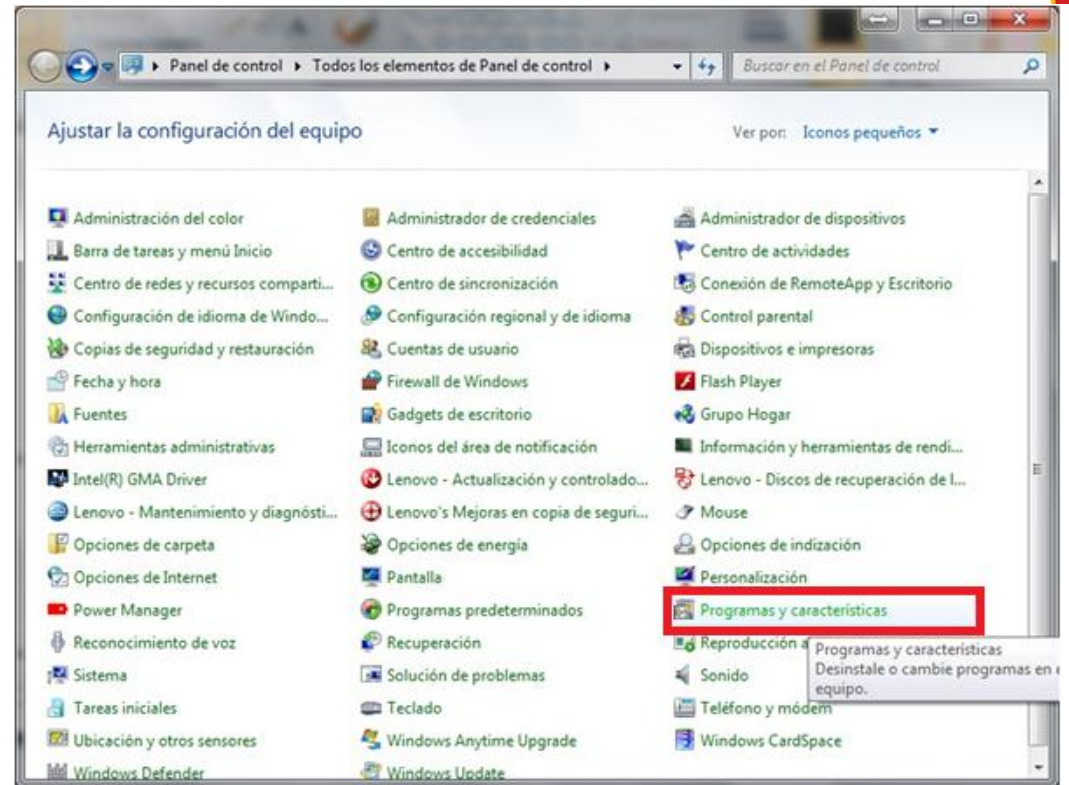 Panel de control Todos los elementos de Panel de control Buscar en el Panel de control
Ajustar la configuración del equipo Ver por: Iconos pequeños
Administración del color Administrador de credenciales Administrador de dispositivos
Barra de tareas y menú Inicio Centro de accesibilidad Centro de actividades
Centro de redes y recursos comparti... Centro de sincronización Conexión de RemoteApp y Escritorio
Configuración de idioma de Windo... Configuración regional y de idioma Control parental
Copias de seguridad y restauración Cuentas de usuario Dispositivos e impresoras
Fecha y hora Firewall de Windows Flash Player
Fuentes Gadgets de escritorio Grupo Hogar
Herramientas administrativas Iconos del área de notificación Información y herramientas de rendi...
Intel(R) GMA Driver Lenovo - Actualización y controlado... Lenovo - Discos de recuperación de l...
Lenovo - Mantenimiento y diagnósti... Lenovo's Mejoras en copia de seguri... Mouse
Opciones de carpeta Opciones de energía Opciones de indización
Opciones de Internet Pantalla Personalización
Power Manager Programas predeterminados Programas y características
Reconocimiento de voz Recuperación Reproducción a
Programas y características
Desinstale o cambie programas en e
equipo.
Sistema Solución de problemas Sonido
Tareas iniciales Teclado Teléfono y módem
Ubicación y otros sensores Windows Anytime Upgrade Windows CardSpace
Windows Defender Windows Update